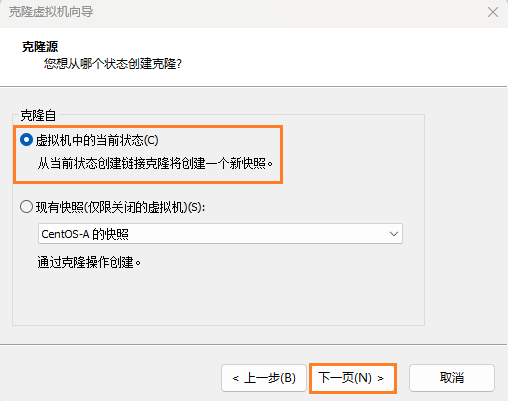 克隆虚拟机向导
克隆源
您想从哪个状态创建克隆?
克隆自
虚拟机中的当前状态(C)
从当前状态创建链接克隆将创建一个新快照。
现有快照(仅限关闭的虚拟机)(S):
CentOS-A 的快照
通过克隆操作创建。
< 上一步(B) 下一页(N) > 取消